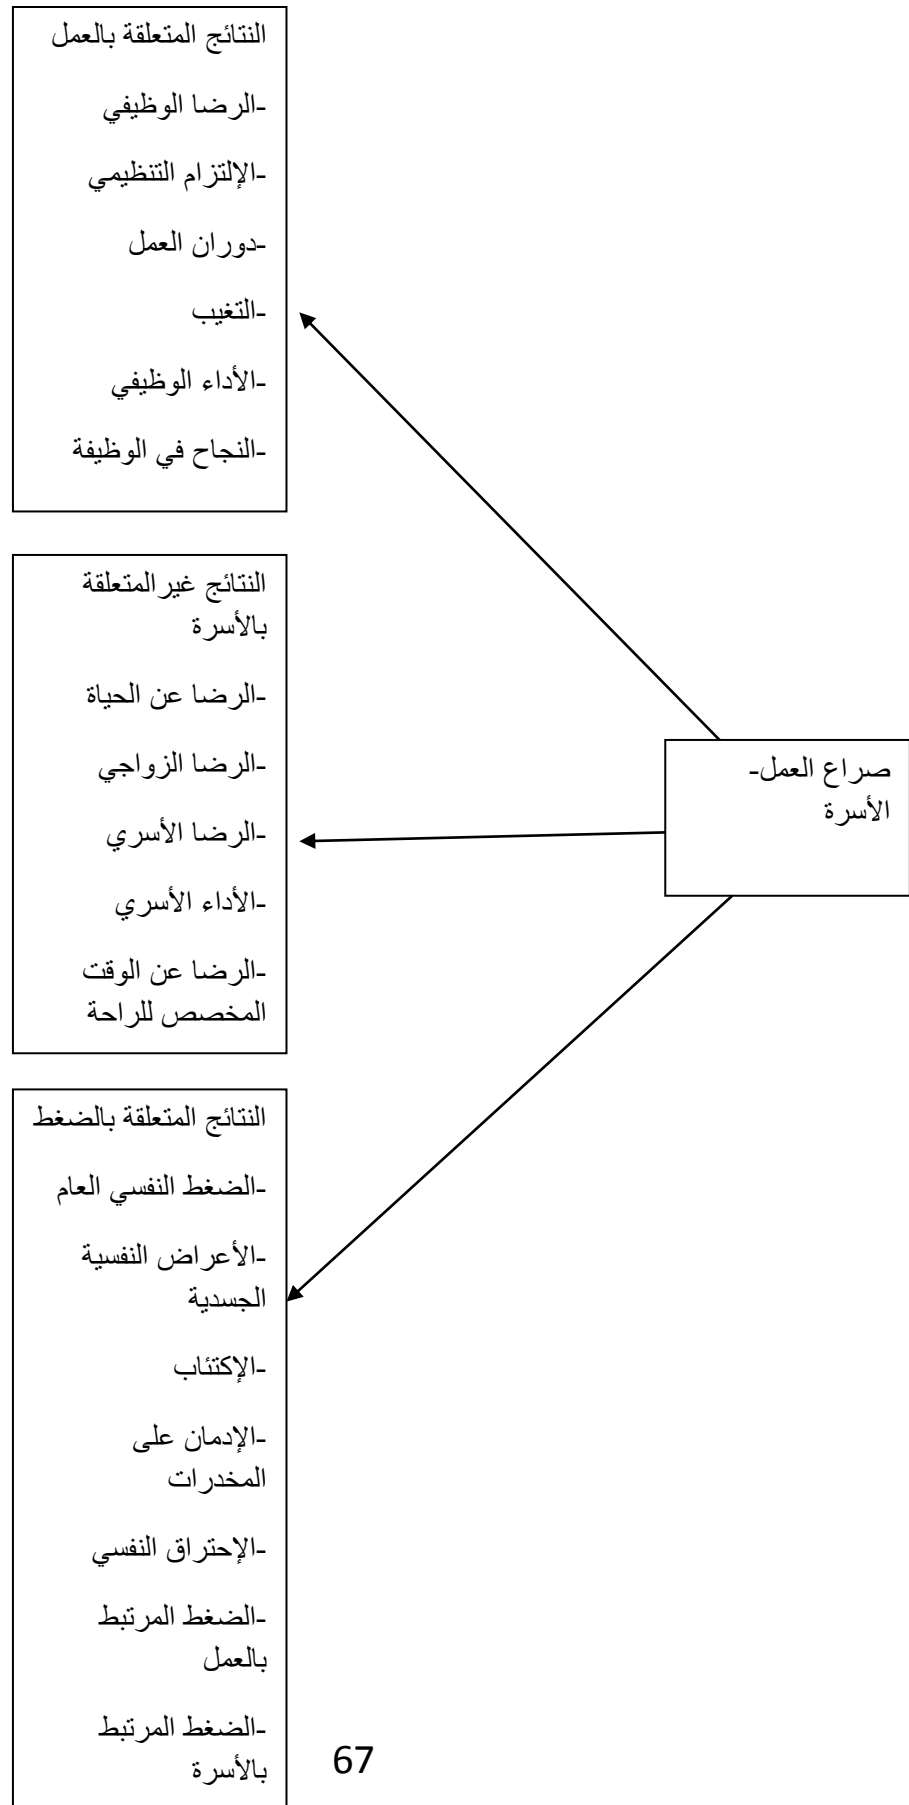 النتائج المتعلقة بالعمل
-الرضا الوظيفي
-الإلتزام التنظيمي
-دوران العمل
-التغيب
-الأداء الوظيفي
-النجاح في الوظيفة
النتائج غيرالمتعلقة
بالأسرة
-الرضا عن الحياة
-الرضا الزواجي
-الرضا الأسري
-الأداء الأسري
-الرضا عن الوقت
المخصص للراحة
صراع العمل-
الأسرة
النتائج المتعلقة بالضغط
-الضغط النفسي العام
-الأعراض النفسية
الجسدية
-الإكتئاب
-الإدمان على
المخدرات
-الإحتراق النفسي
-الضغط المرتبط
بالعمل
-الضغط المرتبط
بالأسرة
67